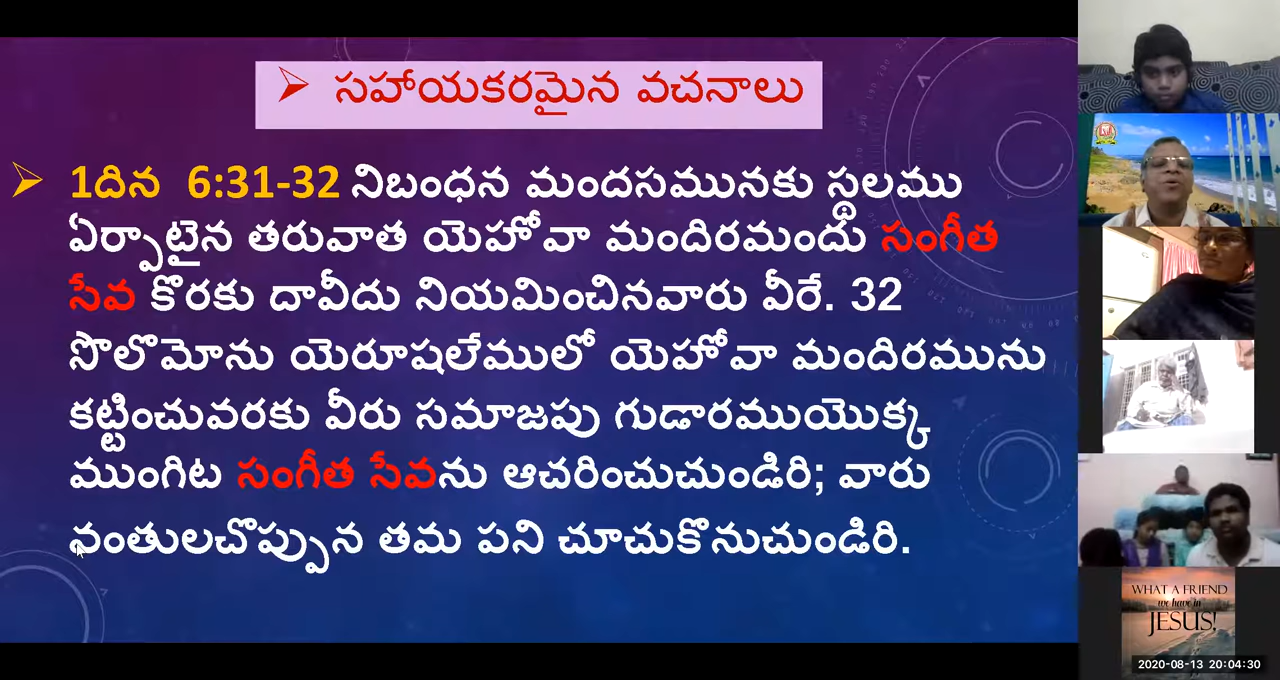 ➢ సహాయకరమైన వచనాలు
➢ 1దిన 6:31-32 నిబంధన మందసమునకు స్థలము
ఏర్పాటైన తరువాత యెహోవా మందిరమందు సంగీత
సేవ కొరకు దావీదు నియమించినవారు వీరే. 32
సొలొమోను యెరూషలేములో యెహోవా మందిరమును
కట్టించువరకు వీరు సమాజపు గుడారముయొక్క
ముంగిట సంగీత సేవను ఆచరించుచుండిరి; వారు
వంతులచొప్పున తమ పని చూచుకొనుచుండిరి.
WHAT A FRIEND
we have in
JESUS!
2020-08-13 20:04:30